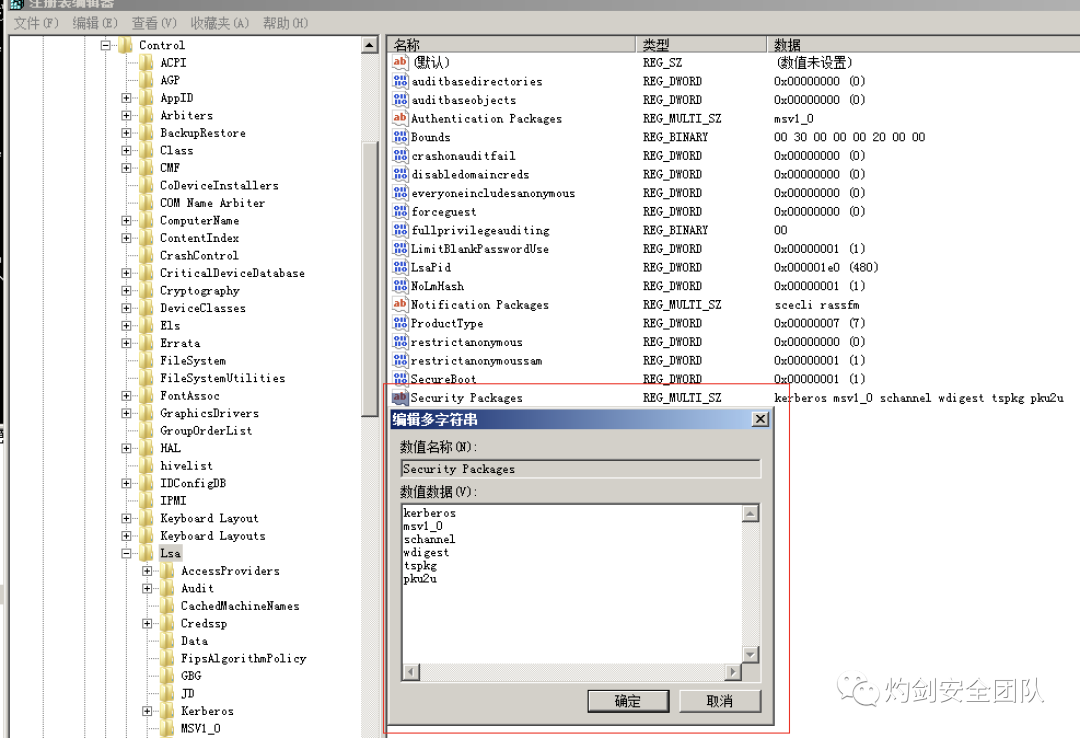 注册表编辑器
文件(F) 编辑(E) 查看(V) 收藏夹(A) 帮助(H)
Control
ACPI
AGP
AppID
Arbiters
BackupRestore
Class
CMF
CoDeviceInstallers
COM Name Arbiter
ComputerName
ContentIndex
CrashControl
CriticalDeviceDatabase
Cryptography
DeviceClasses
Els
Errata
FileSystem
FileSystemUtilities
FontAssoc
GraphicsDrivers
GroupOrderList
HAL
hivelist
IDConfigDB
IPMI
Keyboard Layout
Keyboard Layouts
Lsa
AccessProviders
Audit
CachedMachineNames
Credssp
Data
FipsAlgorithmPolicy
GBG
JD
Kerberos
MSV1_0
名称 类型 数据
(默认) REG_SZ (数值未设置)
auditbasedirectories REG_DWORD 0x00000000 (0)
auditbaseobjects REG_DWORD 0x00000000 (0)
Authentication Packages REG_MULTI_SZ msv1_0
Bounds REG_BINARY 00 30 00 00 00 20 00 00
crashonauditfail REG_DWORD 0x00000000 (0)
disabledomaincreds REG_DWORD 0x00000000 (0)
everyoneincludesanonymous REG_DWORD 0x00000000 (0)
forceguest REG_DWORD 0x00000000 (0)
fullprivilegeauditing REG_BINARY 00
LimitBlankPasswordUse REG_DWORD 0x00000001 (1)
LsaPid REG_DWORD 0x000001e0 (480)
NoLmHash REG_DWORD 0x00000001 (1)
Notification Packages REG_MULTI_SZ scecli rassfm
ProductType REG_DWORD 0x00000007 (7)
restrictanonymous REG_DWORD 0x00000000 (0)
restrictanonymoussam REG_DWORD 0x00000001 (1)
SecureBoot REG_DWORD 0x00000001 (1)
Security Packages REG_MULTI_SZ kerberos msv1_0 schannel wdigest tspkg pku2u
编辑多字符串
数值名称(N):
Security Packages
数值数据(V):
kerberos
msv1_0
schannel
wdigest
tspkg
pku2u
确定 取消
灼剑安全团队